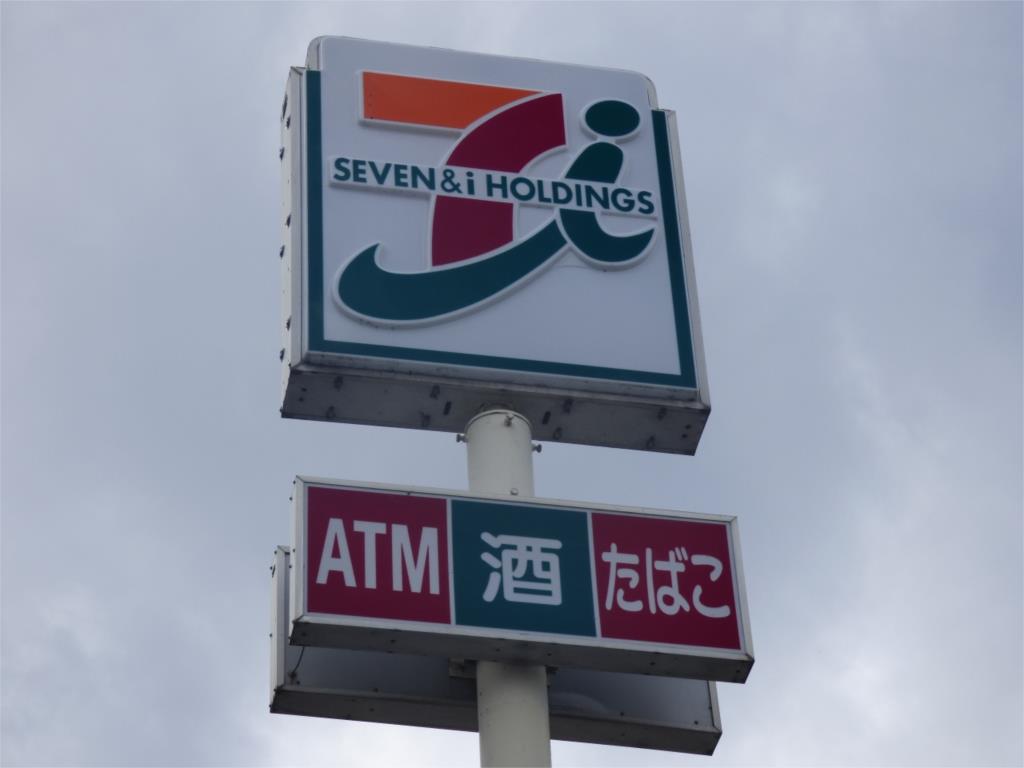 SEVEN&i HOLDINGS
ATM 酒 たばこ